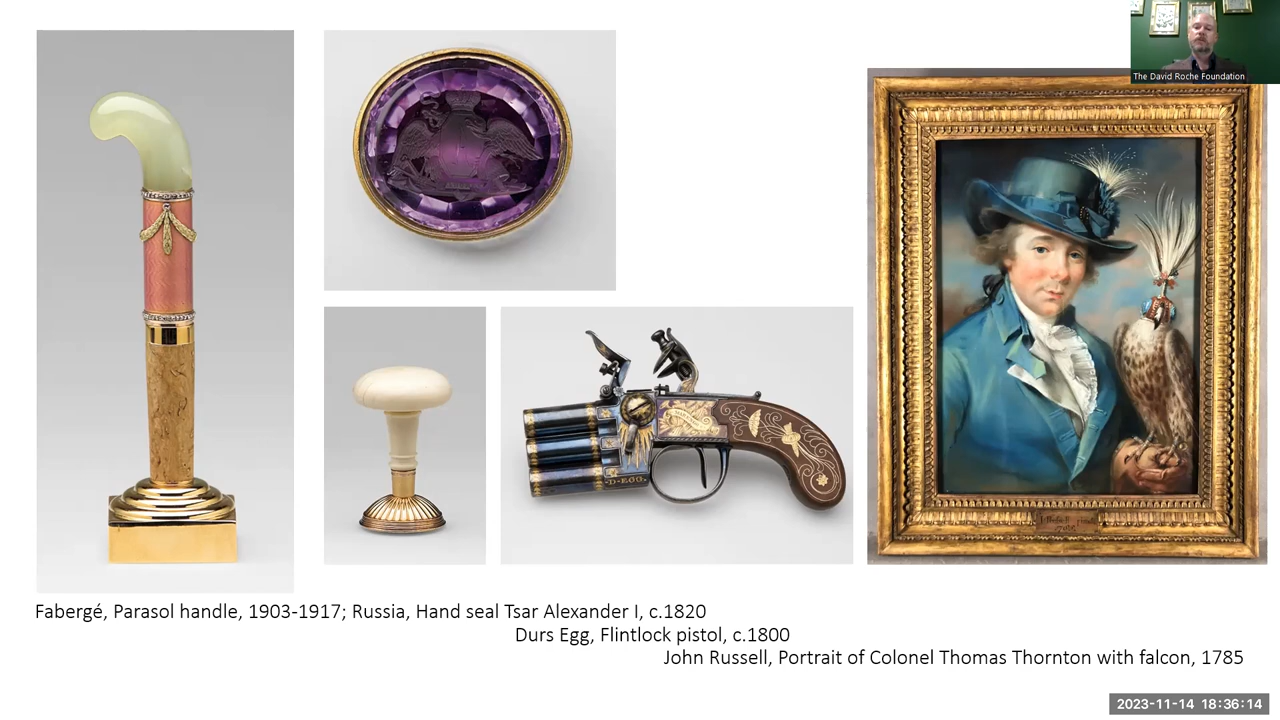 The David Roche Foundation
D·EGG·
Fabergé, Parasol handle, 1903-1917; Russia, Hand seal Tsar Alexander I, c.1820
Durs Egg, Flintlock pistol, c.1800
John Russell, Portrait of Colonel Thomas Thornton with falcon, 1785
2023-11-14 18:36:14